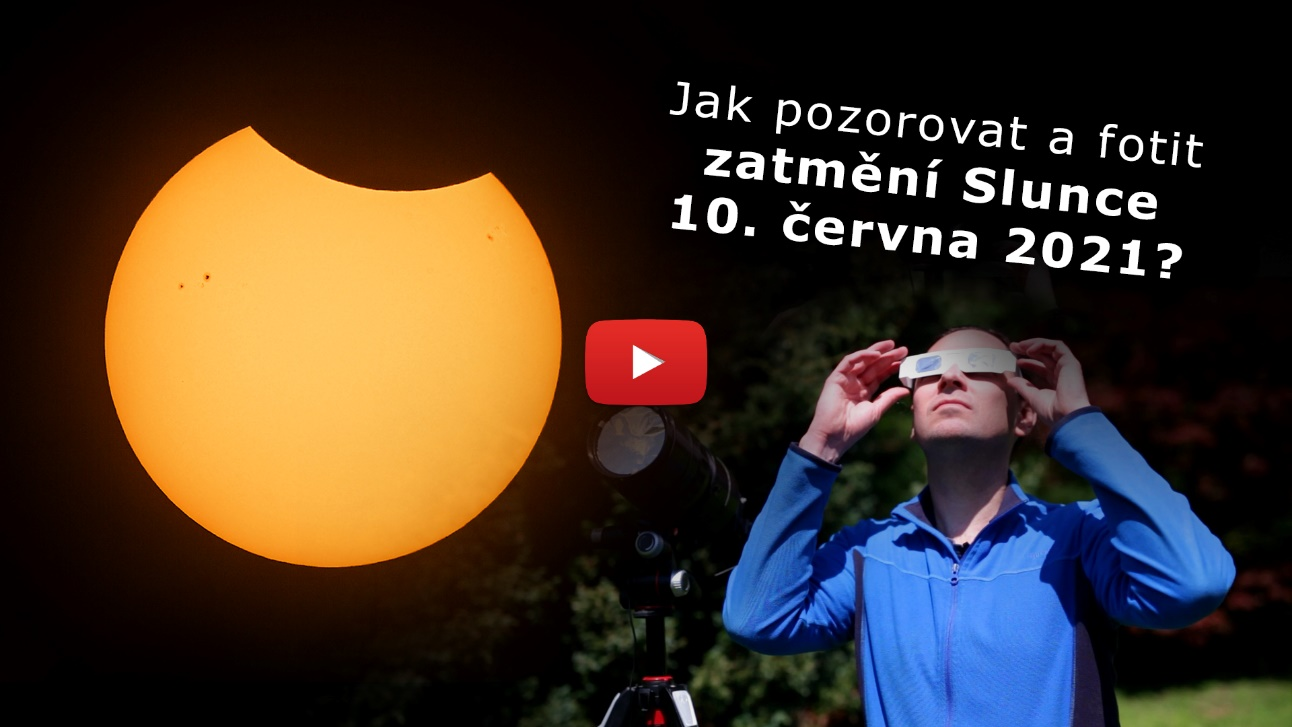 Jak pozorovat a fotit
zatmění Slunce
10. června 2021?